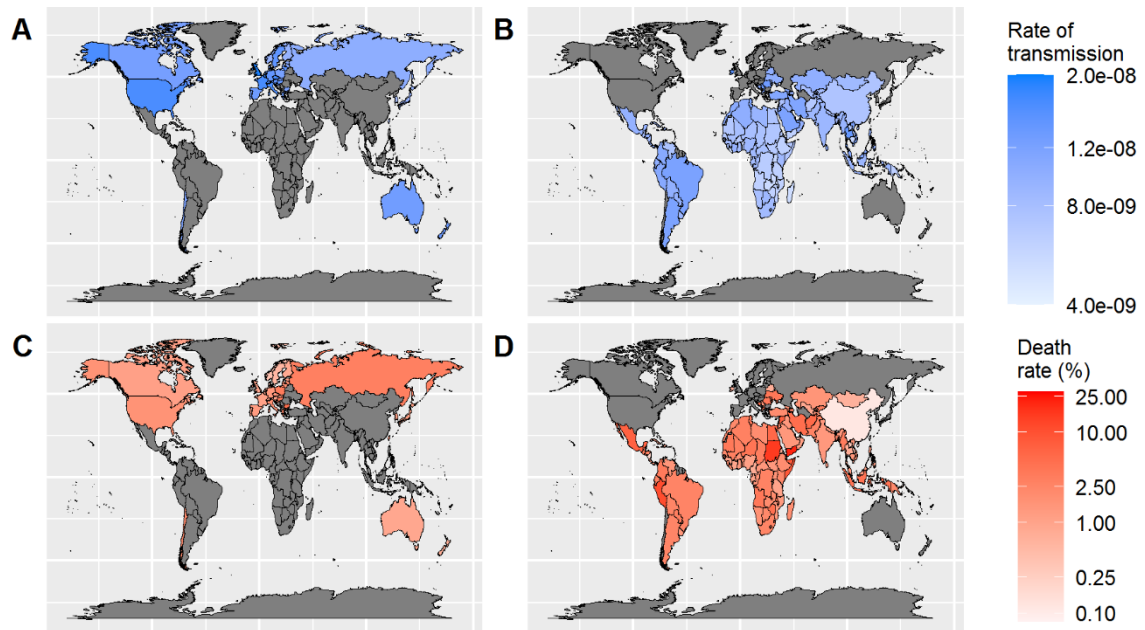 A
B
Rate of
transmission
2.0e-08
1.2e-08
8.0e-09
4.0e-09
C
D
Death
rate (%)
25.00
10.00
2.50
1.00
0.25
0.10